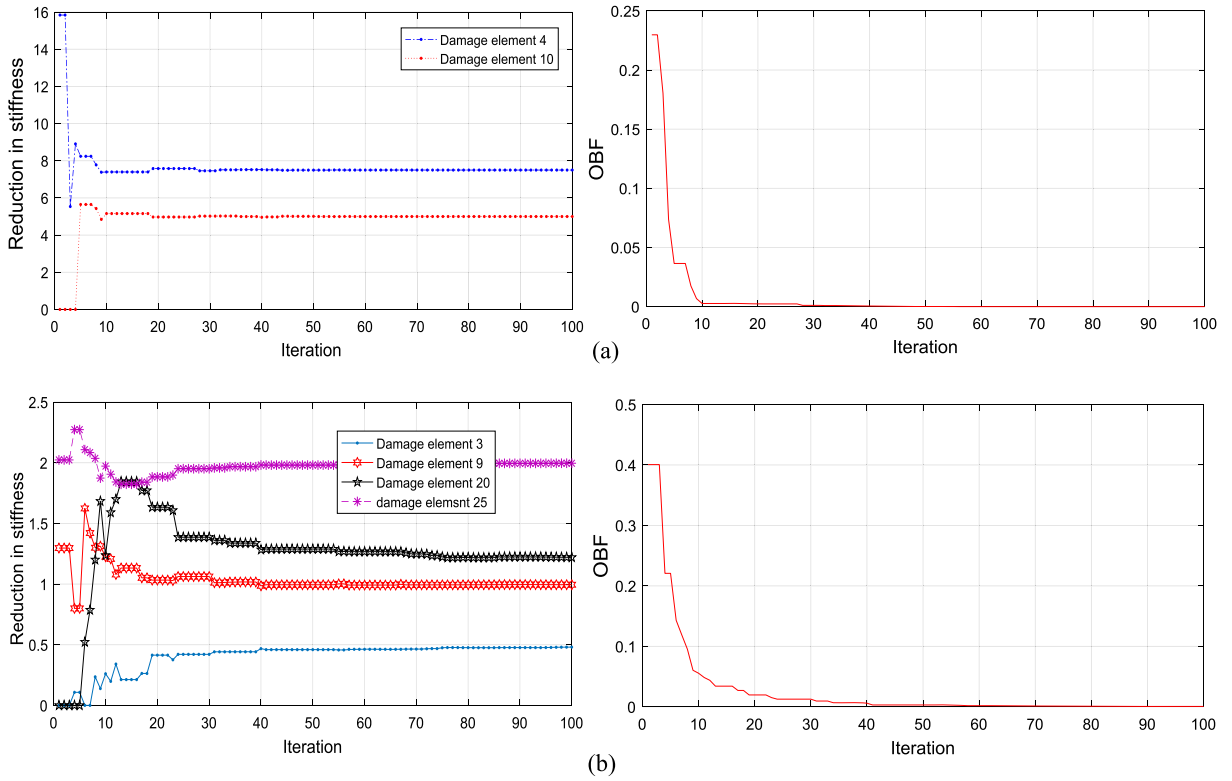 16
14
12
10
8
6
4
2
0
Reduction in stiffness
Damage element 4
Damage element 10
0 10 20 30 40 50 60 70 80 90 100
Iteration
0.25
0.2
0.15
0.1
0.05
0
OBF
0 10 20 30 40 50 60 70 80 90 100
Iteration
(a)
2.5
2
1.5
1
0.5
0
Reduction in stiffness
Damage element 3
Damage element 9
Damage element 20
damage elemsnt 25
0 10 20 30 40 50 60 70 80 90 100
Iteration
0.5
0.4
0.3
0.2
0.1
0
OBF
0 10 20 30 40 50 60 70 80 90 100
Iteration
(b)